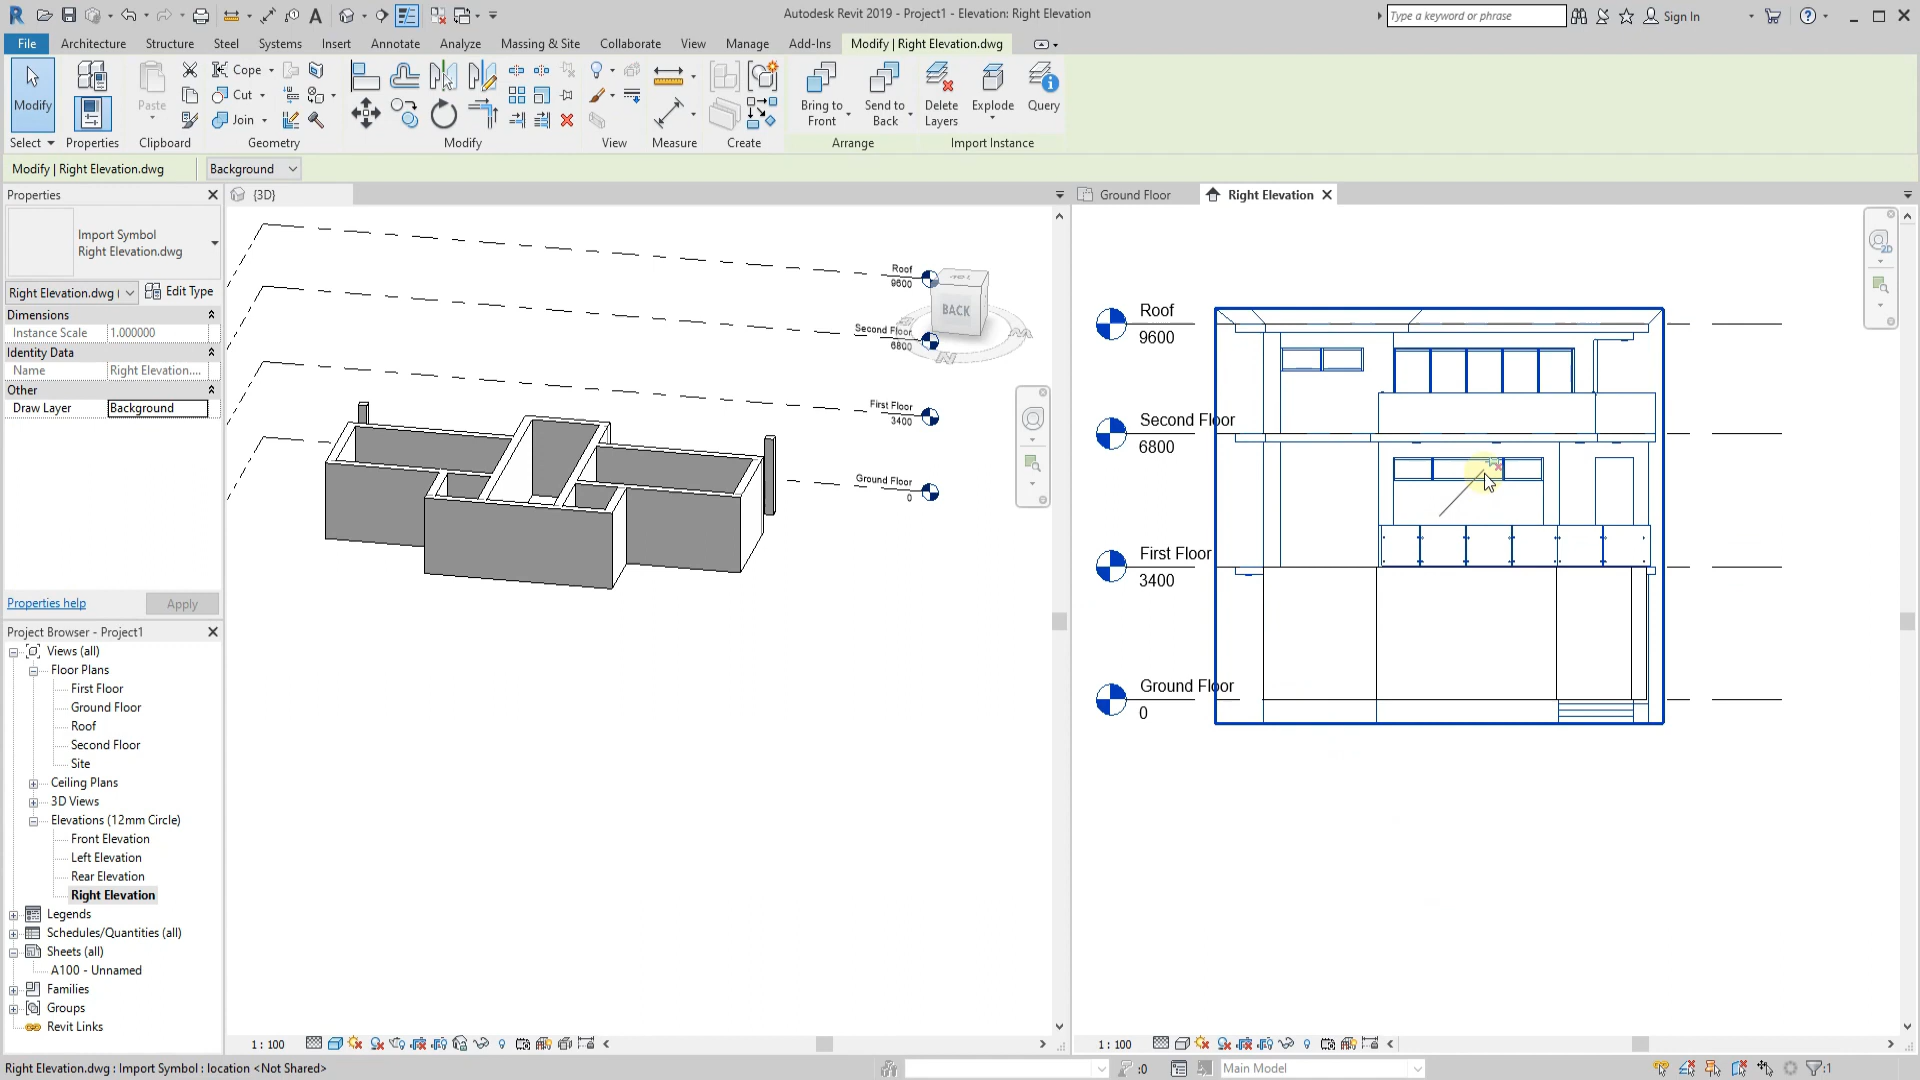 Autodesk Revit 2019 - Project1 - Elevation: Right Elevation
Type a keyword or phrase
Sign In
File Architecture Structure Steel Systems Insert Annotate Analyze Massing & Site Collaborate View Manage Add-Ins Modify | Right Elevation.dwg
Modify
Paste
Cope
Cut
Join
Bring to Front
Send to Back
Delete Layers
Explode
Query
Select Properties Clipboard Geometry Modify View Measure Create Arrange Import Instance
Modify | Right Elevation.dwg
Background
Properties
Import Symbol
Right Elevation.dwg
Right Elevation.dwg (
Edit Type
Dimensions
Instance Scale 1.000000
Identity Data
Name Right Elevation....
Other
Draw Layer Background
Properties help
Apply
Project Browser - Project1
Views (all)
Floor Plans
First Floor
Ground Floor
Roof
Second Floor
Site
Ceiling Plans
3D Views
Elevations (12mm Circle)
Front Elevation
Left Elevation
Rear Elevation
Right Elevation
Legends
Schedules/Quantities (all)
Sheets (all)
A100 - Unnamed
Families
Groups
Revit Links
{3D}
Roof
9600
Second Floor
6800
First Floor
3400
Ground Floor
0
BACK
1 : 100
Ground Floor
Right Elevation
2D
Roof
9600
Second Floor
6800
First Floor
3400
Ground Floor
0
1 : 100
Right Elevation.dwg : Import Symbol : location <Not Shared>
:0
Main Model
:1